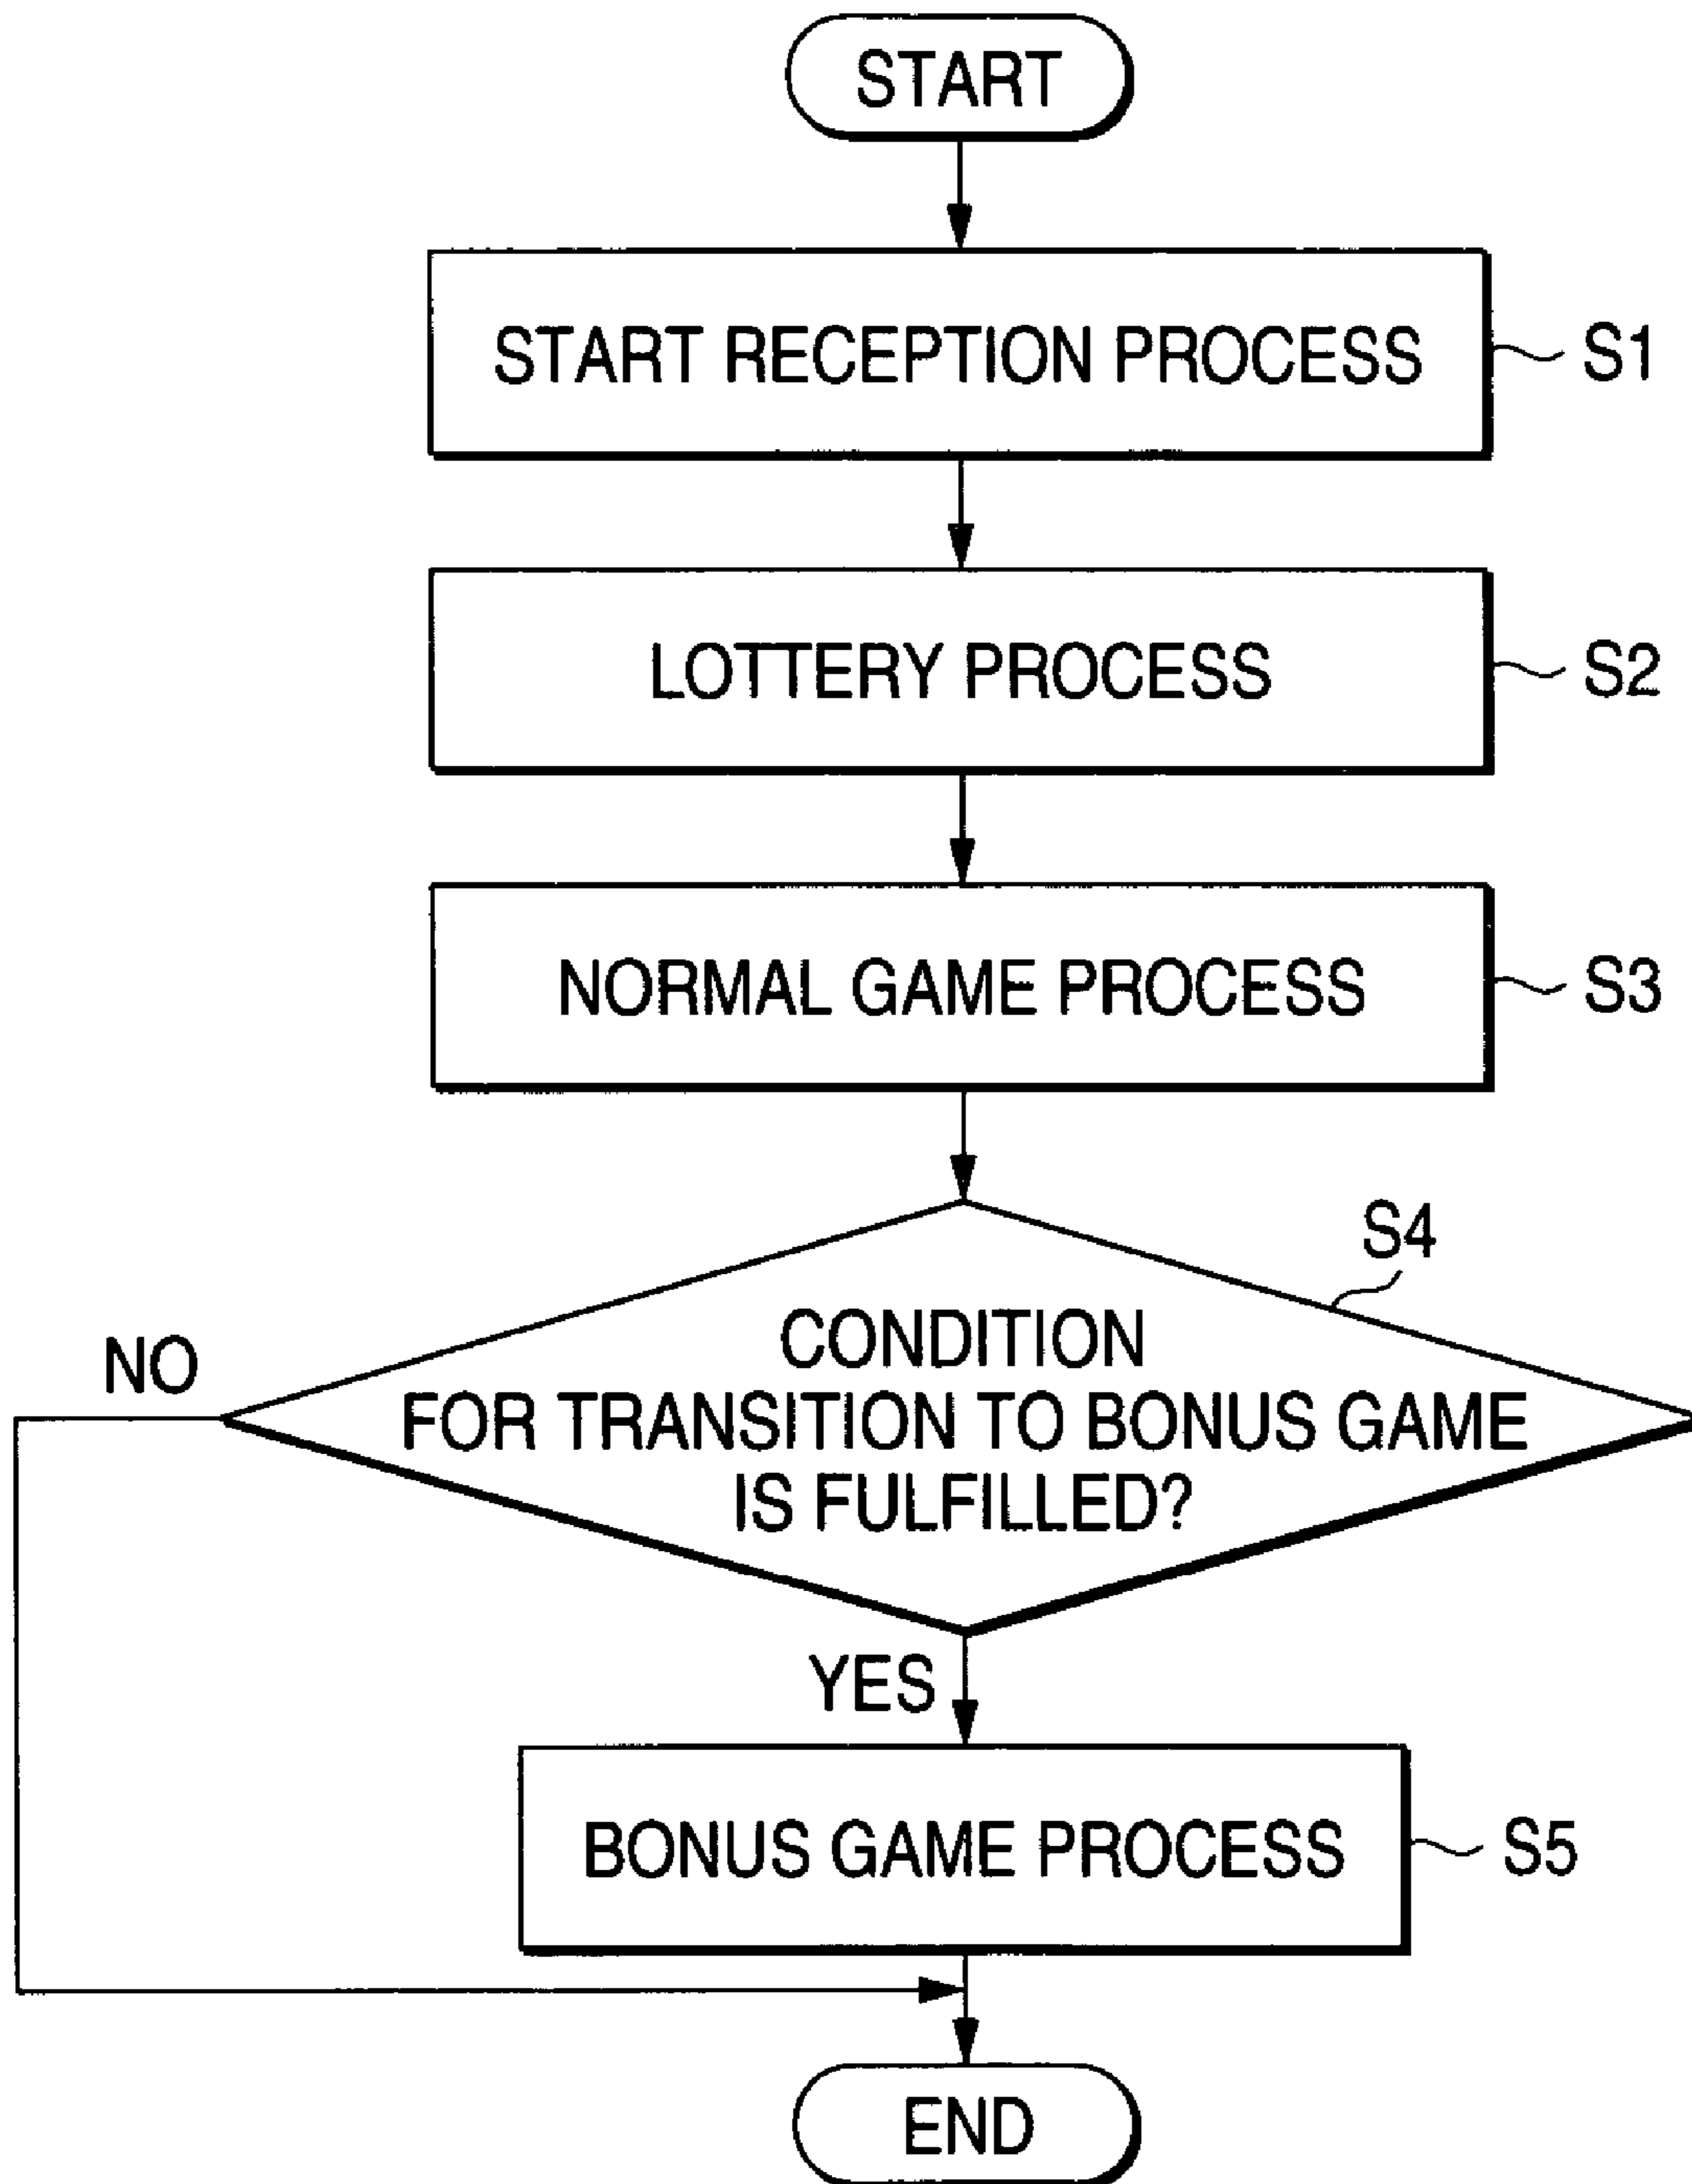 START
START RECEPTION PROCESS
S1
LOTTERY PROCESS
S2
NORMAL GAME PROCESS
S3
S4
CONDITION
FOR TRANSITION TO BONUS GAME
IS FULFILLED?
NO
YES
BONUS GAME PROCESS
S5
END